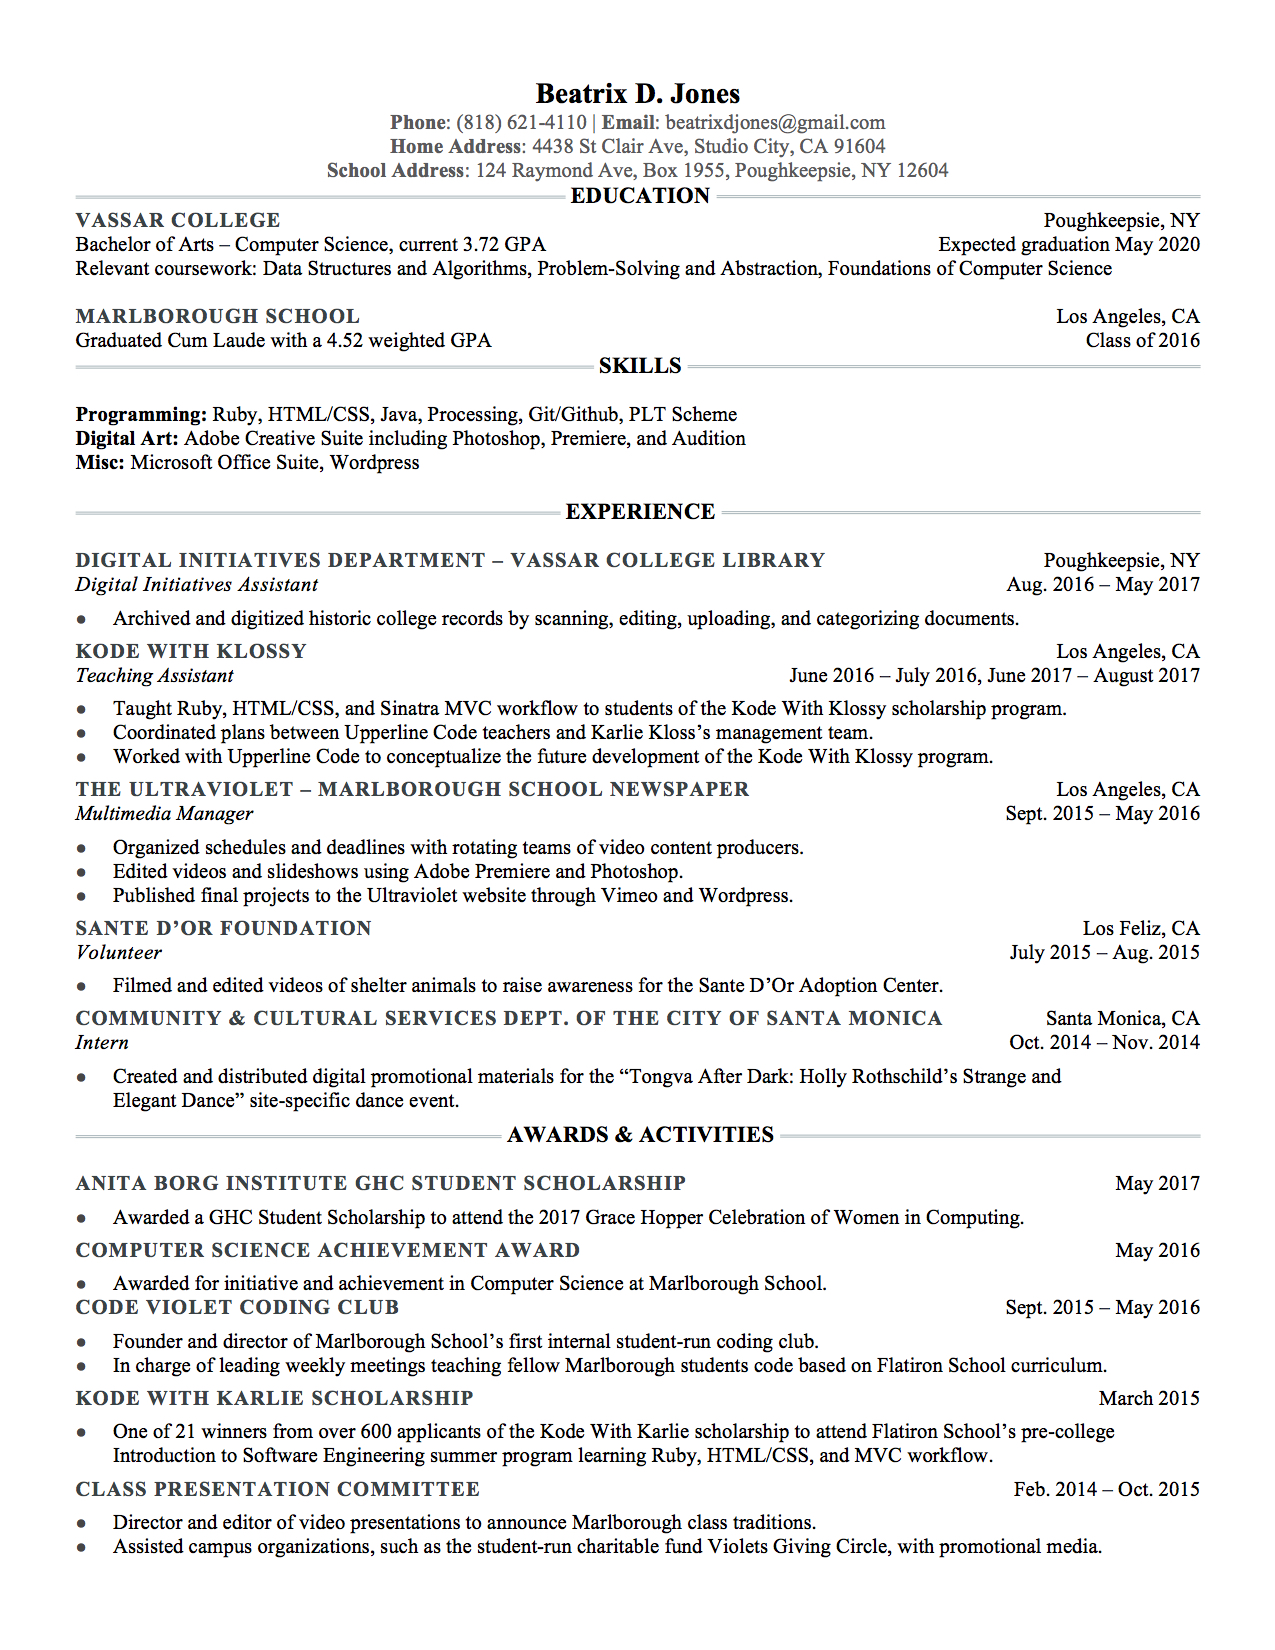 Beatrix D. Jones
Phone: (818) 621-4110 | Email: beatrixdjones@gmail.com
Home Address: 4438 St Clair Ave, Studio City, CA 91604
School Address: 124 Raymond Ave, Box 1955, Poughkeepsie, NY 12604
EDUCATION
VASSAR COLLEGE Poughkeepsie, NY
Bachelor of Arts – Computer Science, current 3.72 GPA Expected graduation May 2020
Relevant coursework: Data Structures and Algorithms, Problem-Solving and Abstraction, Foundations of Computer Science
MARLBOROUGH SCHOOL Los Angeles, CA
Graduated Cum Laude with a 4.52 weighted GPA Class of 2016
SKILLS
Programming: Ruby, HTML/CSS, Java, Processing, Git/Github, PLT Scheme
Digital Art: Adobe Creative Suite including Photoshop, Premiere, and Audition
Misc: Microsoft Office Suite, Wordpress
EXPERIENCE
DIGITAL INITIATIVES DEPARTMENT – VASSAR COLLEGE LIBRARY Poughkeepsie, NY
Digital Initiatives Assistant Aug. 2016 – May 2017
● Archived and digitized historic college records by scanning, editing, uploading, and categorizing documents.
KODE WITH KLOSSY Los Angeles, CA
Teaching Assistant June 2016 – July 2016, June 2017 – August 2017
● Taught Ruby, HTML/CSS, and Sinatra MVC workflow to students of the Kode With Klossy scholarship program.
● Coordinated plans between Upperline Code teachers and Karlie Kloss’s management team.
● Worked with Upperline Code to conceptualize the future development of the Kode With Klossy program.
THE ULTRAVIOLET – MARLBOROUGH SCHOOL NEWSPAPER Los Angeles, CA
Multimedia Manager Sept. 2015 – May 2016
● Organized schedules and deadlines with rotating teams of video content producers.
● Edited videos and slideshows using Adobe Premiere and Photoshop.
● Published final projects to the Ultraviolet website through Vimeo and Wordpress.
SANTE D’OR FOUNDATION Los Feliz, CA
Volunteer July 2015 – Aug. 2015
● Filmed and edited videos of shelter animals to raise awareness for the Sante D’Or Adoption Center.
COMMUNITY & CULTURAL SERVICES DEPT. OF THE CITY OF SANTA MONICA Santa Monica, CA
Intern Oct. 2014 – Nov. 2014
● Created and distributed digital promotional materials for the “Tongva After Dark: Holly Rothschild’s Strange and
Elegant Dance” site-specific dance event.
AWARDS & ACTIVITIES
ANITA BORG INSTITUTE GHC STUDENT SCHOLARSHIP May 2017
● Awarded a GHC Student Scholarship to attend the 2017 Grace Hopper Celebration of Women in Computing.
COMPUTER SCIENCE ACHIEVEMENT AWARD May 2016
● Awarded for initiative and achievement in Computer Science at Marlborough School.
CODE VIOLET CODING CLUB Sept. 2015 – May 2016
● Founder and director of Marlborough School’s first internal student-run coding club.
● In charge of leading weekly meetings teaching fellow Marlborough students code based on Flatiron School curriculum.
KODE WITH KARLIE SCHOLARSHIP March 2015
● One of 21 winners from over 600 applicants of the Kode With Karlie scholarship to attend Flatiron School’s pre-college
Introduction to Software Engineering summer program learning Ruby, HTML/CSS, and MVC workflow.
CLASS PRESENTATION COMMITTEE Feb. 2014 – Oct. 2015
● Director and editor of video presentations to announce Marlborough class traditions.
● Assisted campus organizations, such as the student-run charitable fund Violets Giving Circle, with promotional media.